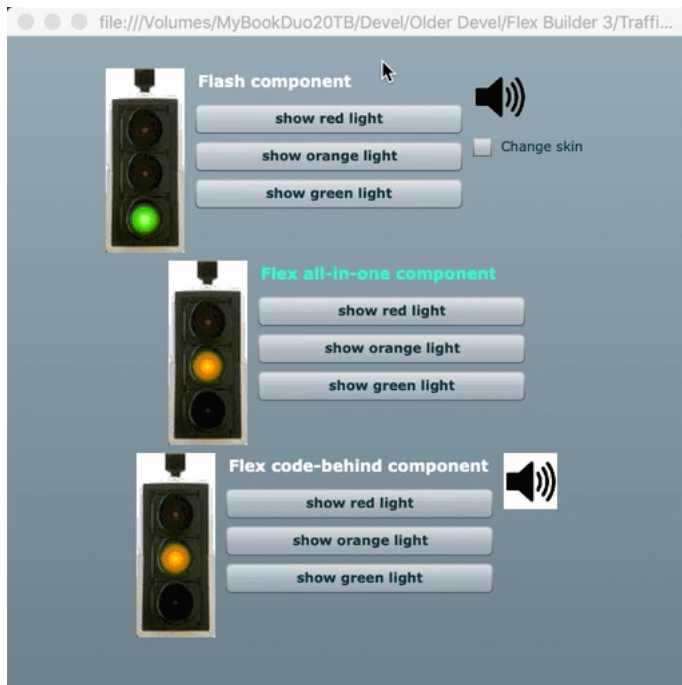 file:///Volumes/MyBookDuo20TB/Devel/Older Devel/Flex Builder 3/Traffi...
Flash component
show red light
Change skin
show orange light
show green light
Flex all-in-one component
show red light
show orange light
show green light
Flex code-behind component
show red light
show orange light
show green light